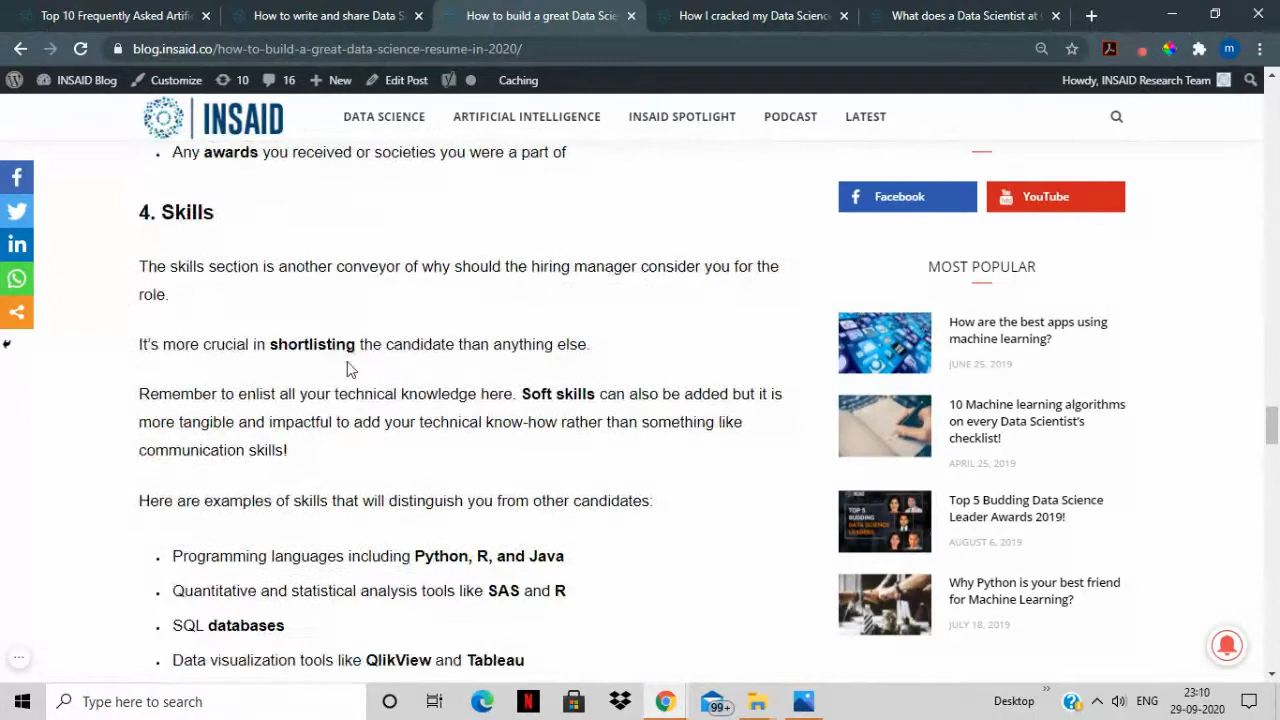 Top 10 Frequently Asked Artific
How to write and share Data S
How to build a great Data Scie
How I cracked my Data Science
What does a Data Scientist at
blog.insaid.co/how-to-build-a-great-data-science-resume-in-2020/
m
INSAID Blog
Customize
10
16
New
Edit Post
Caching
Howdy, INSAID Research Team
INSAID
DATA SCIENCE
ARTIFICIAL INTELLIGENCE
INSAID SPOTLIGHT
PODCAST
LATEST
Any awards you received or societies you were a part of
4. Skills
The skills section is another conveyor of why should the hiring manager consider you for the
role.
It's more crucial in shortlisting the candidate than anything else.
Remember to enlist all your technical knowledge here. Soft skills can also be added but it is
more tangible and impactful to add your technical know-how rather than something like
communication skills!
Here are examples of skills that will distinguish you from other candidates:
Programming languages including Python, R, and Java
Quantitative and statistical analysis tools like SAS and R
SQL databases
Data visualization tools like QlikView and Tableau
Facebook
YouTube
MOST POPULAR
How are the best apps using
machine learning?
JUNE 25, 2019
10 Machine learning algorithms
on every Data Scientist's
checklist!
APRIL 25, 2019
TOP 5
BUDDING
DATA SCIENCE
LEADERS
Top 5 Budding Data Science
Leader Awards 2019!
AUGUST 6, 2019
Why Python is your best friend
for Machine Learning?
JULY 18, 2019
Type here to search
99+
Desktop
ENG
23:10
29-09-2020